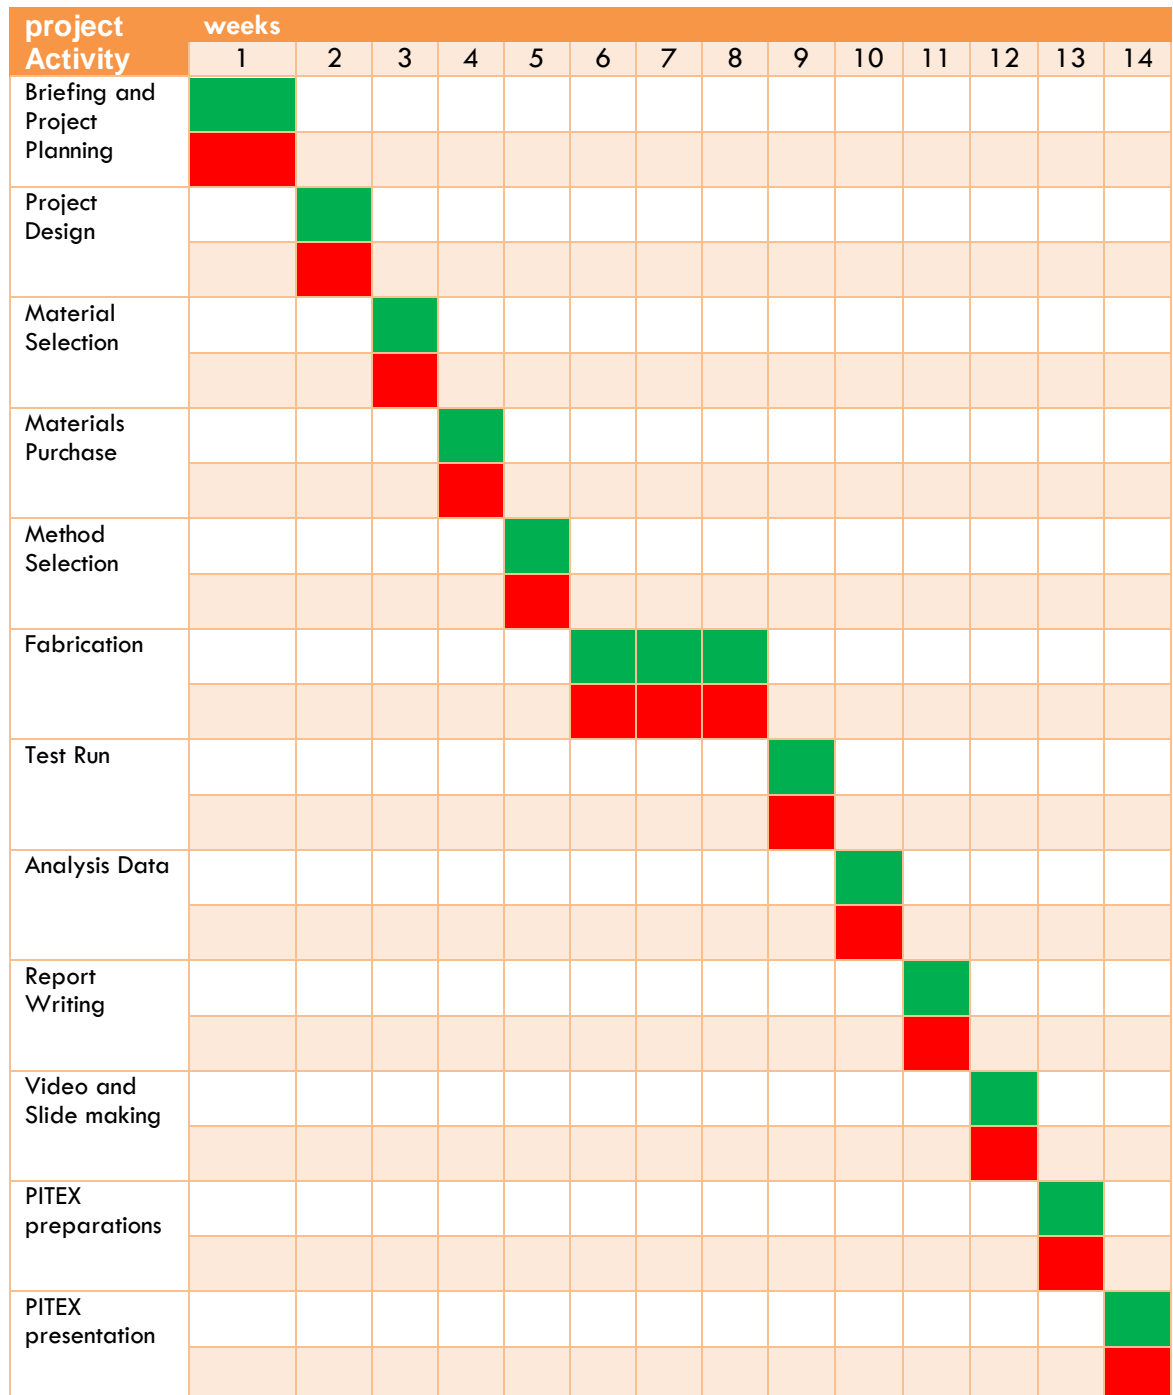 project weeks
Activity 1 2 3 4 5 6 7 8 9 10 11 12 13 14
Briefing and
Project
Planning
Project
Design
Material
Selection
Materials
Purchase
Method
Selection
Fabrication
Test Run
Analysis Data
Report
Writing
Video and
Slide making
PITEX
preparations
PITEX
presentation